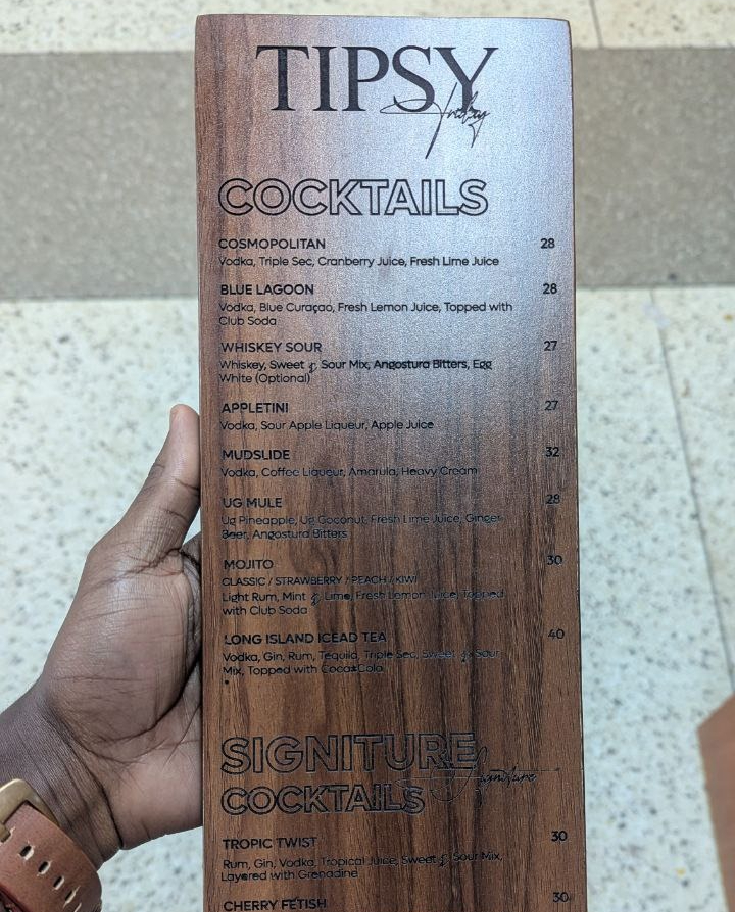 TIPSY
COCKTAILS
COSMOPOLITAN 28
Vodka, Triple Sec, Cranberry Juice, Fresh Lime Juice
BLUE LAGOON 28
Vodka, Blue Curaçao, Fresh Lemon Juice, Topped with
Club Soda
WHISKEY SOUR 27
Whiskey, Sweet & Sour Mix, Angostura Bitters, Egg
White (Optional)
APPLETINI 27
Vodka, Sour Apple Liqueur, Apple Juice
MUDSLIDE 32
Vodka, Coffee Liqueur, Amarula, Heavy Cream
UG MULE 28
Ug Pineapple, Ug Coconut, Fresh Lime Juice, Ginger
Beer, Angostura Bitters
MOJITO 30
CLASSIC / STRAWBERRY / PEACH / KIWI
Light Rum, Mint & Lime, Fresh Lemon Juice, Topped
with Club Soda
LONG ISLAND ICEAD TEA 40
Vodka, Gin, Rum, Tequila, Triple Sec, Sweet & Sour
Mix, Topped with Coca Cola
SIGNITURE
Signiture
COCKTAILS
TROPIC TWIST 30
Rum, Gin, Vodka, Tropical Juice, Sweet & Sour Mix,
Layered with Grenadine
CHERRY FETISH 30